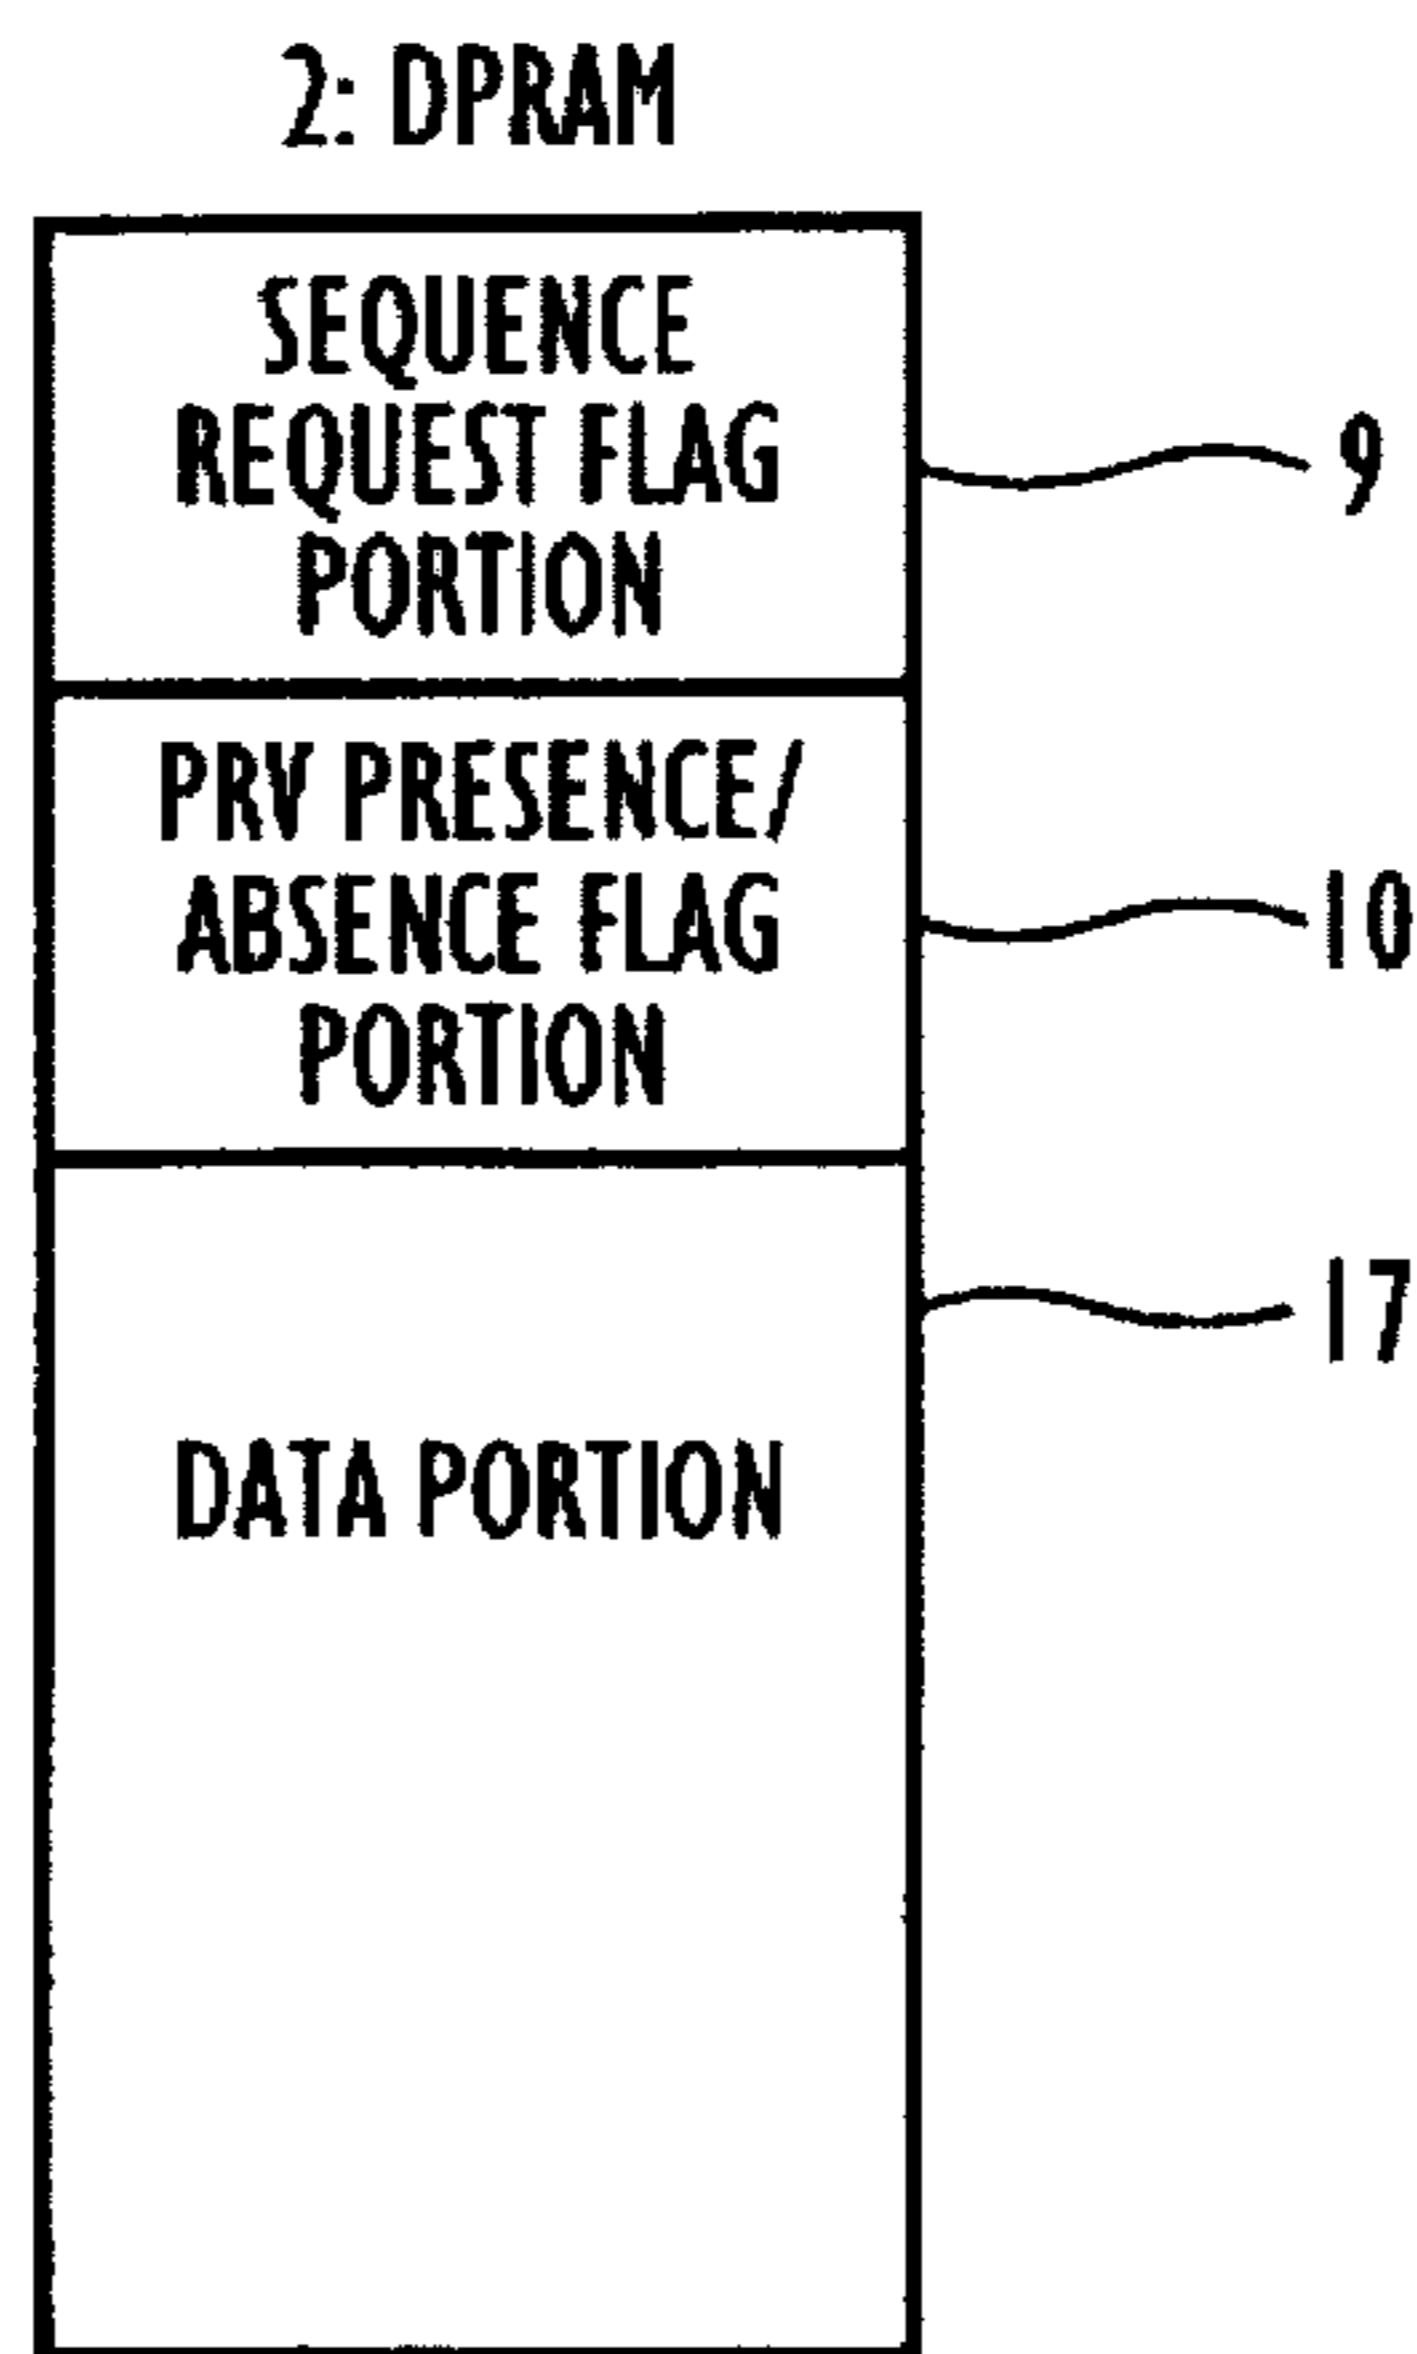 2: DPRAM
SEQUENCE
REQUEST FLAG
PORTION
9
PRV PRESENCE/
ABSENCE FLAG
PORTION
10
17
DATA PORTION